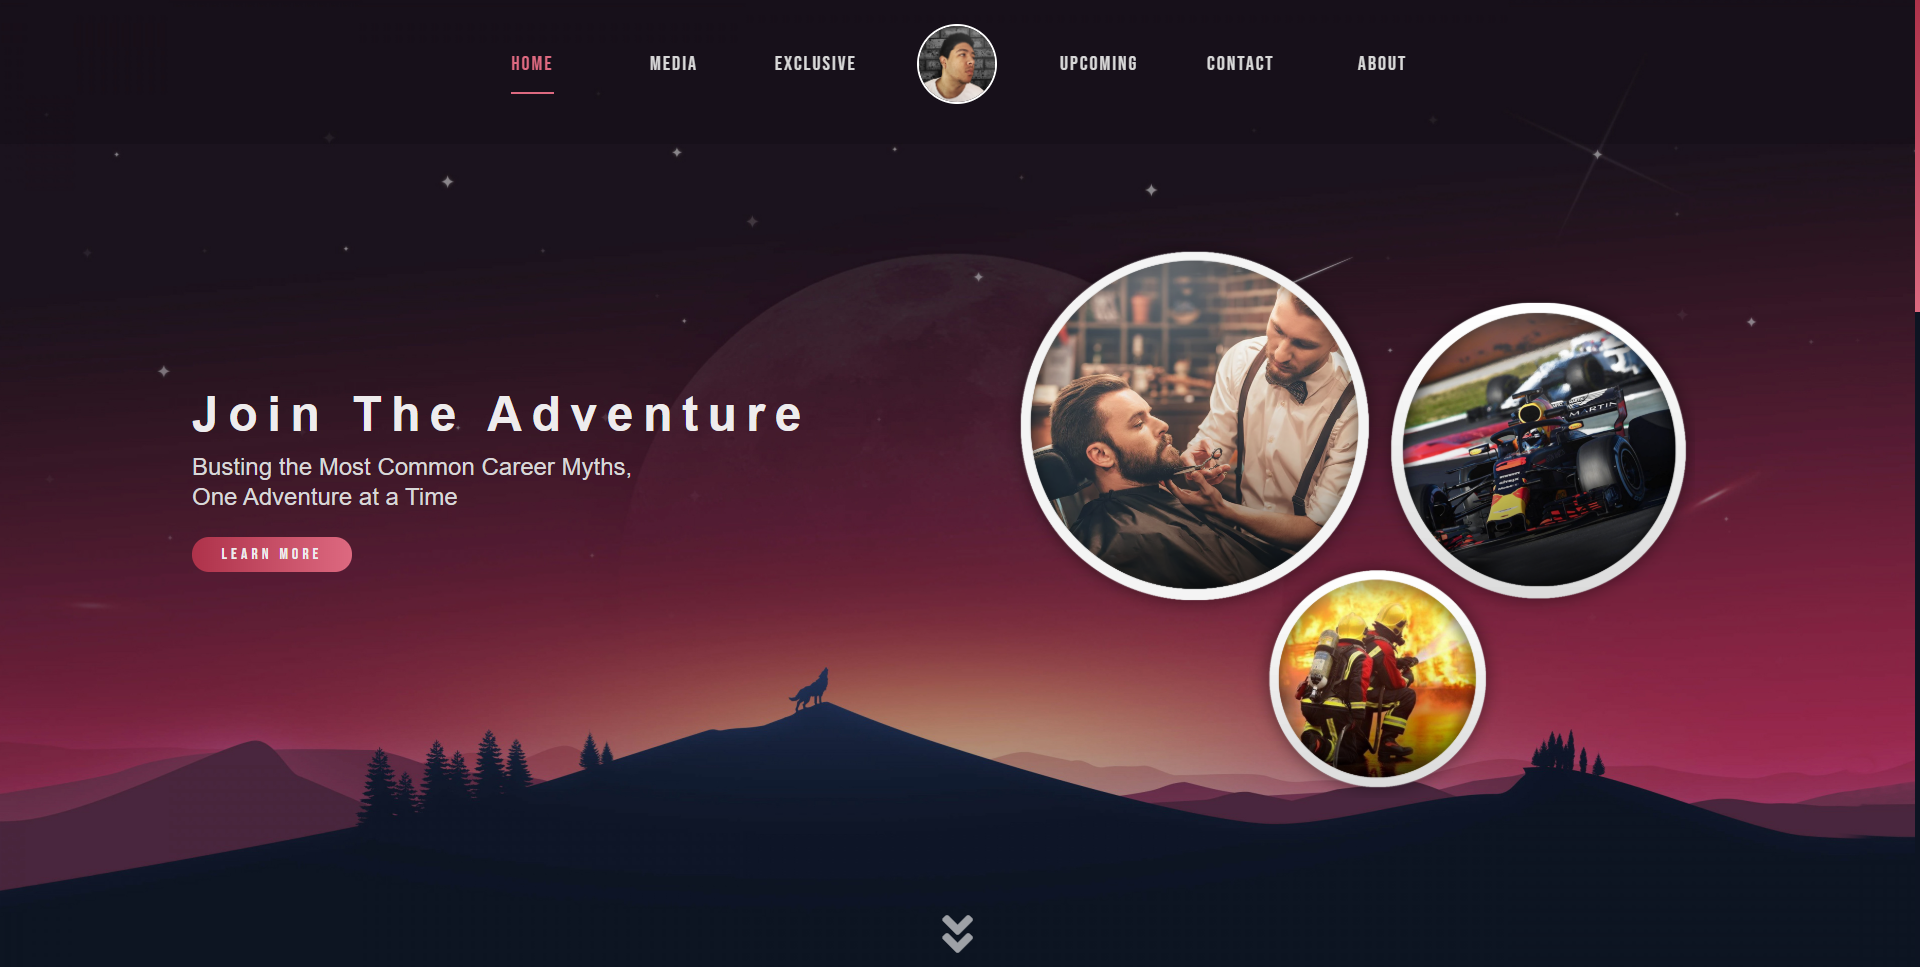 HOME
MEDIA
EXCLUSIVE
UPCOMING
CONTACT
ABOUT
Join The Adventure
Busting the Most Common Career Myths,
One Adventure at a Time
LEARN MORE
MARTIN